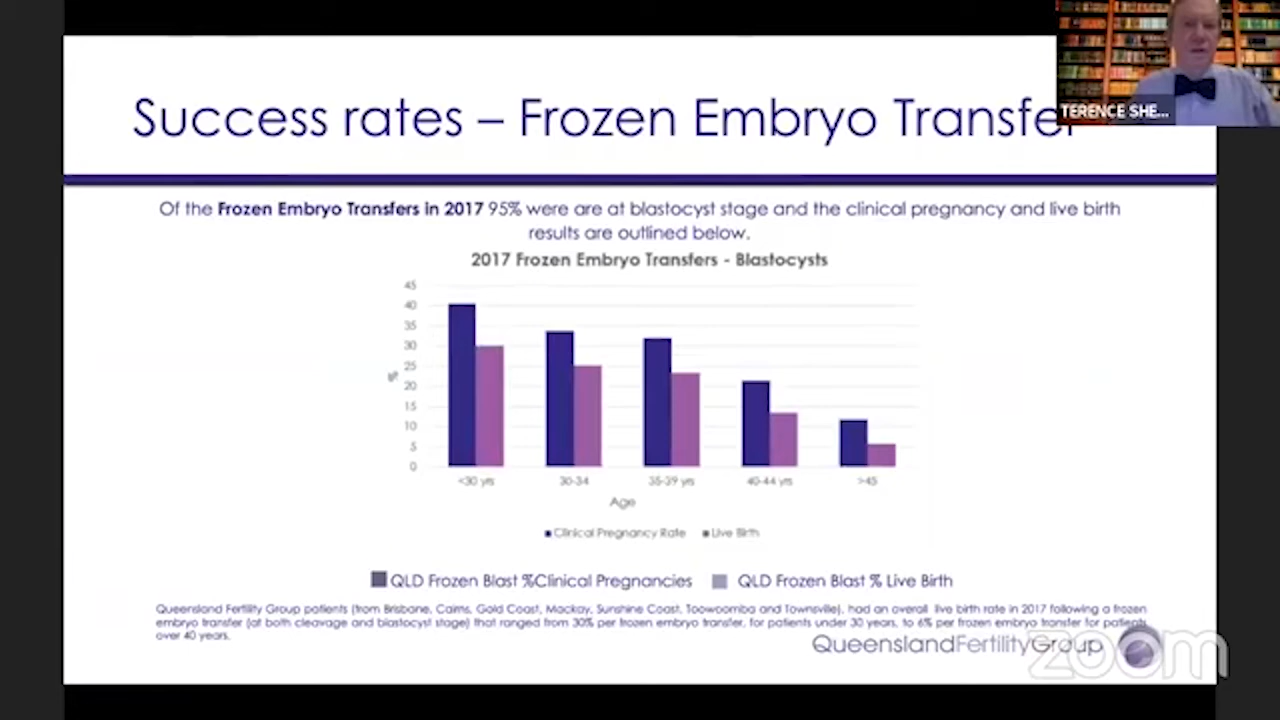 Success rates – Frozen Embryo Transfer
TERENCE SHE...
Of the Frozen Embryo Transfers in 2017 95% were are at blastocyst stage and the clinical pregnancy and live birth
results are outlined below.
2017 Frozen Embryo Transfers - Blastocysts
45
40
35
30
25
20
15
10
5
0
%
<30 yrs 30-34 35-39 yrs 40-44 yrs >45
Age
Clinical Pregnancy Rate Live Birth
QLD Frozen Blast %Clinical Pregnancies QLD Frozen Blast % Live Birth
Queensland Fertility Group patients (from Brisbane, Cairns, Gold Coast, Mackay, Sunshine Coast, Toowoomba and Townsville), had an overall live birth rate in 2017 following a frozen
embryo transfer (at both cleavage and blastocyst stage) that ranged from 30% per frozen embryo transfer, for patients under 30 years, to 6% per frozen embryo transfer for patients
over 40 years.
QueenslandFertilityGroup
zoom